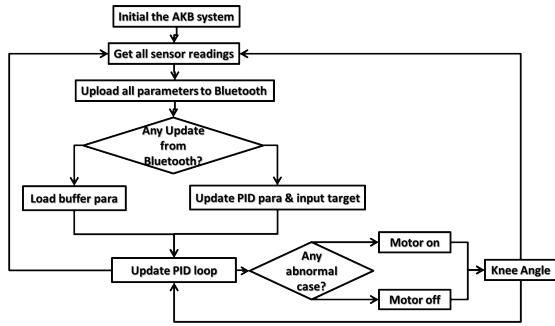 Initial the AKB system
Get all sensor readings
Upload all parameters to Bluetooth
Any Update
from
Bluetooth?
Load buffer para
Update PID para & input target
Update PID loop
Any
abnormal
case?
Motor on
Motor off
Knee Angle